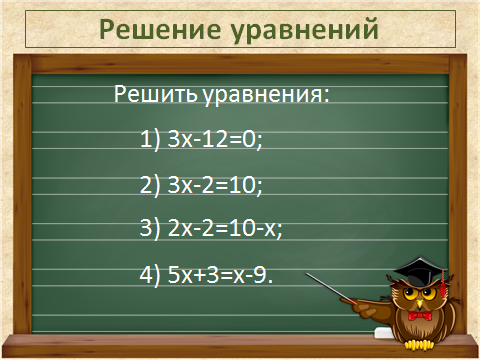 Решение уравнений
Решить уравнения:
1) 3х-12=0;
2) 3х-2=10;
3) 2х-2=10-х;
4) 5х+3=х-9.